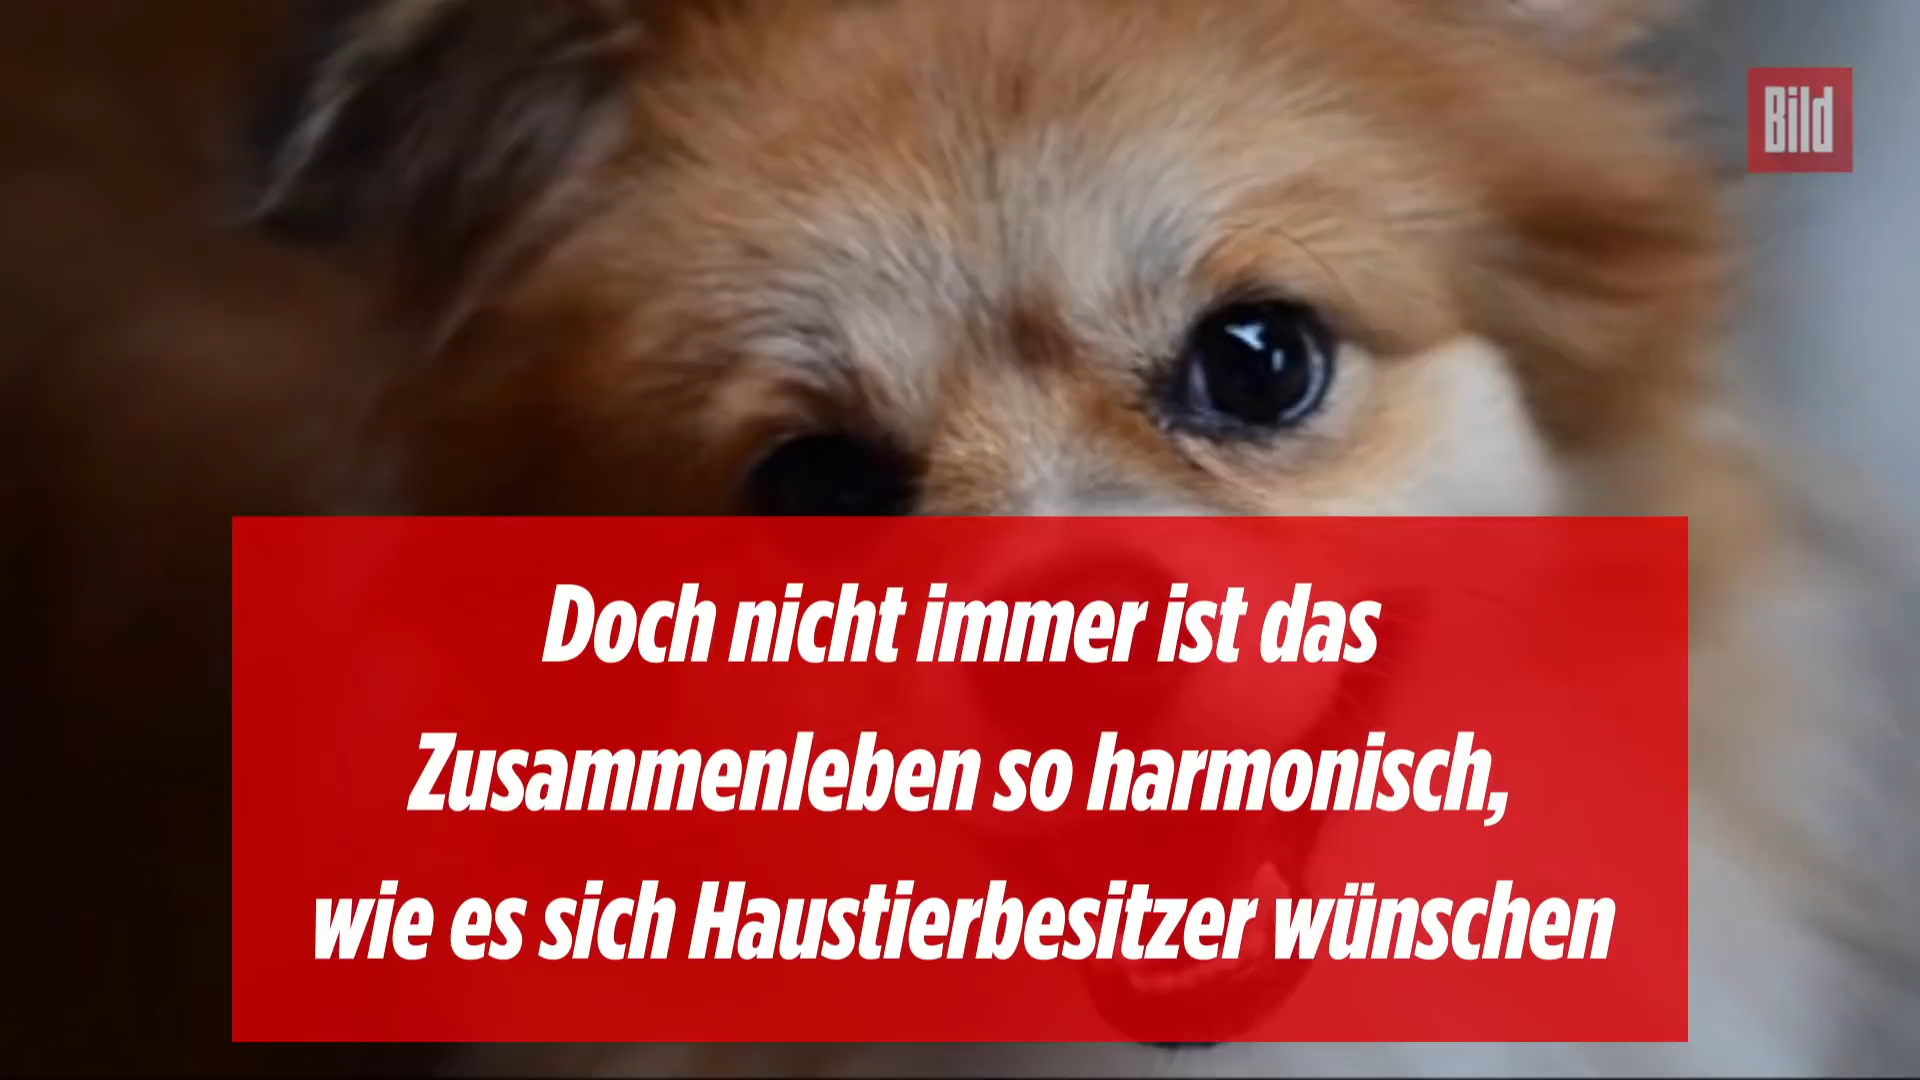 Bild
Doch nicht immer ist das
Zusammenleben so harmonisch,
wie es sich Haustierbesitzer wünschen